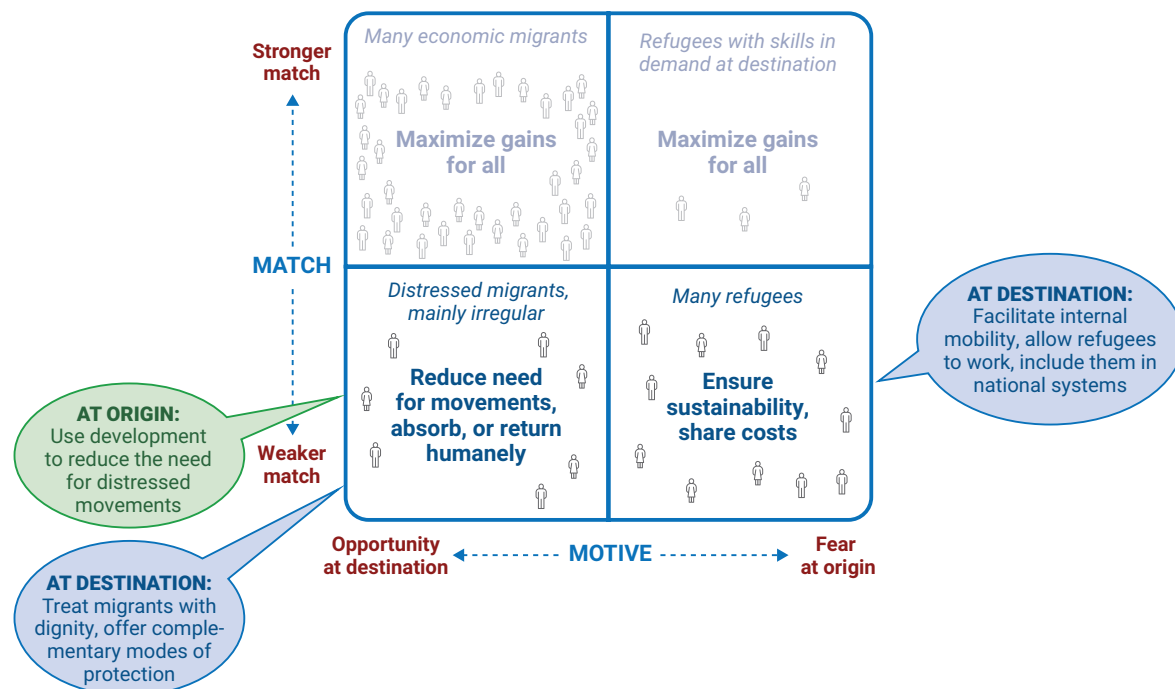 Many economic migrants
Refugees with skills in
demand at destination
Stronger
match
Maximize gains
for all
Maximize gains
for all
MATCH
Distressed migrants,
mainly irregular
Many refugees
AT DESTINATION:
Facilitate internal
mobility, allow refugees
to work, include them in
national systems
Reduce need
for movements,
absorb, or return
humanely
Ensure
sustainability,
share costs
AT ORIGIN:
Use development
to reduce the need
for distressed
movements
Weaker
match
Opportunity
at destination
MOTIVE
Fear
at origin
AT DESTINATION:
Treat migrants with
dignity, offer comple-
mentary modes of
protection